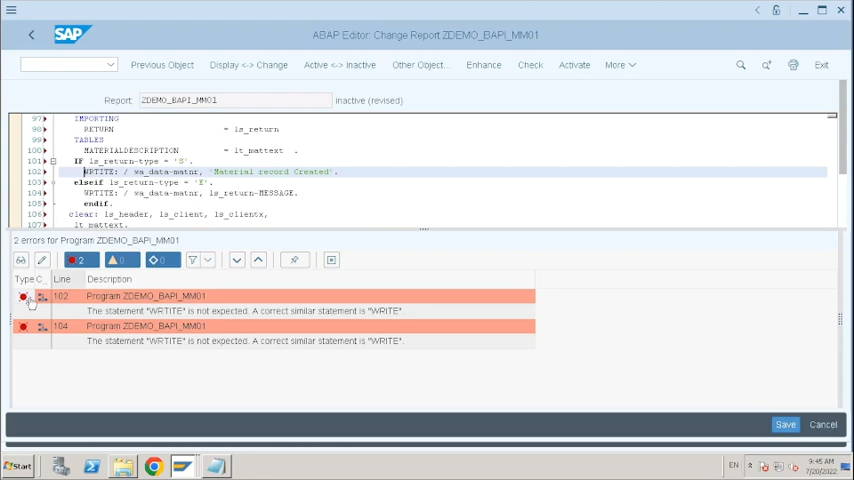 SAP
ABAP Editor: Change Report ZDEMO_BAPI_MM01
Previous Object Display <-> Change Active <-> Inactive Other Object... Enhance Check Activate More Exit
Report: ZDEMO_BAPI_MM01 inactive (revised)
97 IMPORTING
98 RETURN = ls_return
99 TABLES
100 MATERIALDESCRIPTION = lt_mattext .
101 IF ls_return-type = 'S'.
102 WRTITE: / wa_data-matnr, 'Material record Created'.
103 elseif ls_return-type = 'E'.
104 WRTITE: / wa_data-matnr, ls_return-MESSAGE.
105 endif.
106 clear: ls_header, ls_client, ls_clientx,
107 lt_mattext.
2 errors for Program ZDEMO_BAPI_MM01
2 0 0
Type C.. Line Description
102 Program ZDEMO_BAPI_MM01
The statement "WRTITE" is not expected. A correct similar statement is "WRITE".
104 Program ZDEMO_BAPI_MM01
The statement "WRTITE" is not expected. A correct similar statement is "WRITE".
Save Cancel
Start EN 9:45 AM
7/20/2022